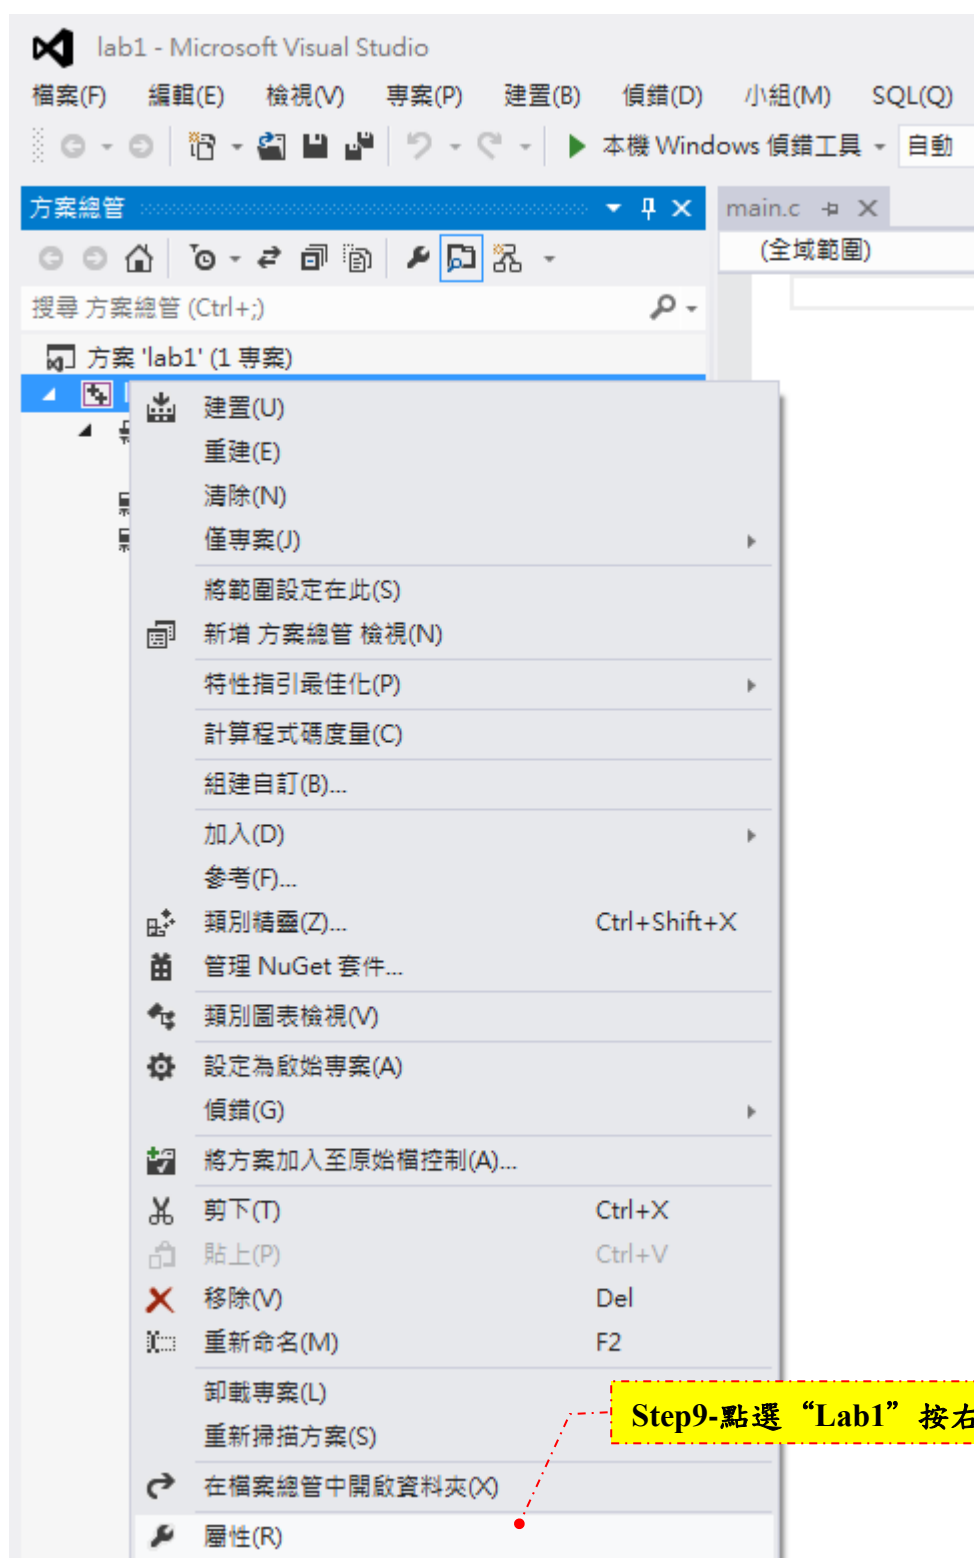 lab1 - Microsoft Visual Studio
檔案(F) 編輯(E) 檢視(V) 專案(P) 建置(B) 偵錯(D) 小組(M) SQL(Q)
本機 Windows 偵錯工具 自動
方案總管
main.c
(全域範圍)
搜尋 方案總管 (Ctrl+;)
方案 'lab1' (1 專案)
建置(U)
重建(E)
清除(N)
僅專案(J)
將範圍設定在此(S)
新增 方案總管 檢視(N)
特性指引最佳化(P)
計算程式碼度量(C)
組建自訂(B)...
加入(D)
參考(F)...
類別精靈(Z)... Ctrl+Shift+X
管理 NuGet 套件...
類別圖表檢視(V)
設定為啟始專案(A)
偵錯(G)
將方案加入至原始檔控制(A)...
剪下(T) Ctrl+X
貼上(P) Ctrl+V
移除(V) Del
重新命名(M) F2
卸載專案(L)
Step9-點選“Lab1”按右
重新掃描方案(S)
在檔案總管中開啟資料夾(X)
屬性(R)